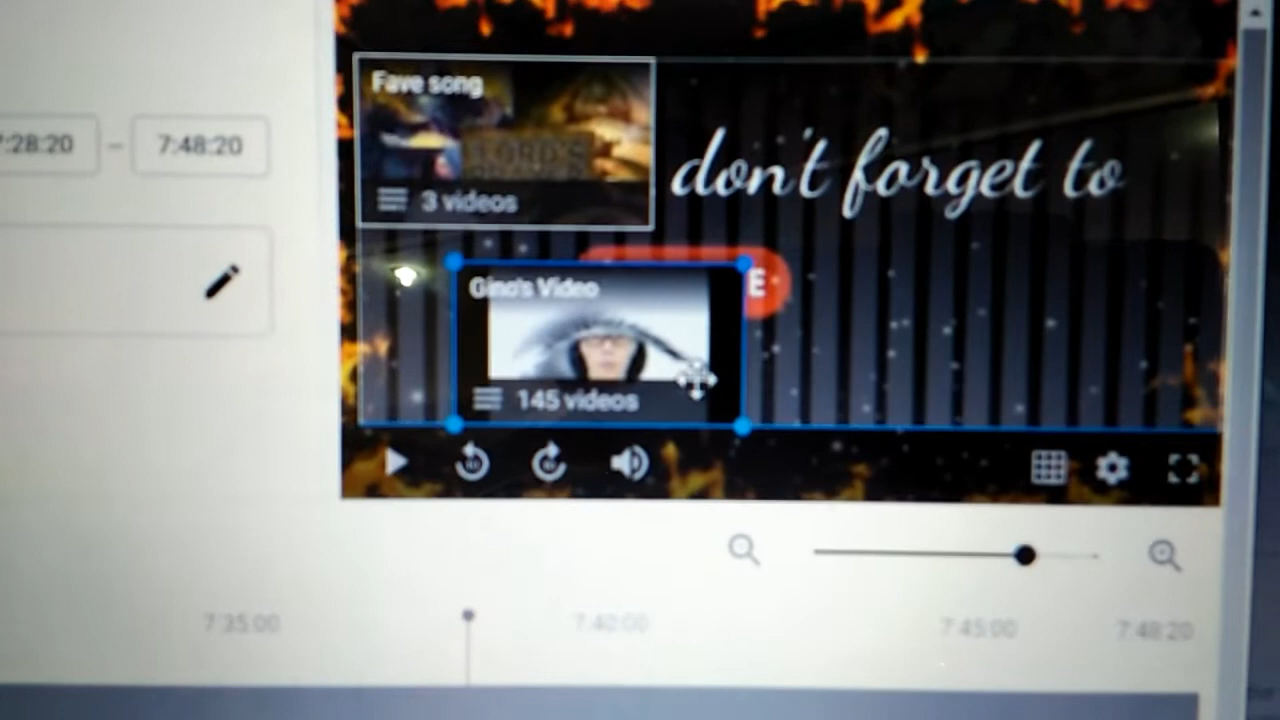 Fave song
7:28:20 – 7:48:20
LORD'S
3 videos
don't forget to
E
Gino's Video
145 videos
7:35:00
7:40:00
7:45:00
7:48:20